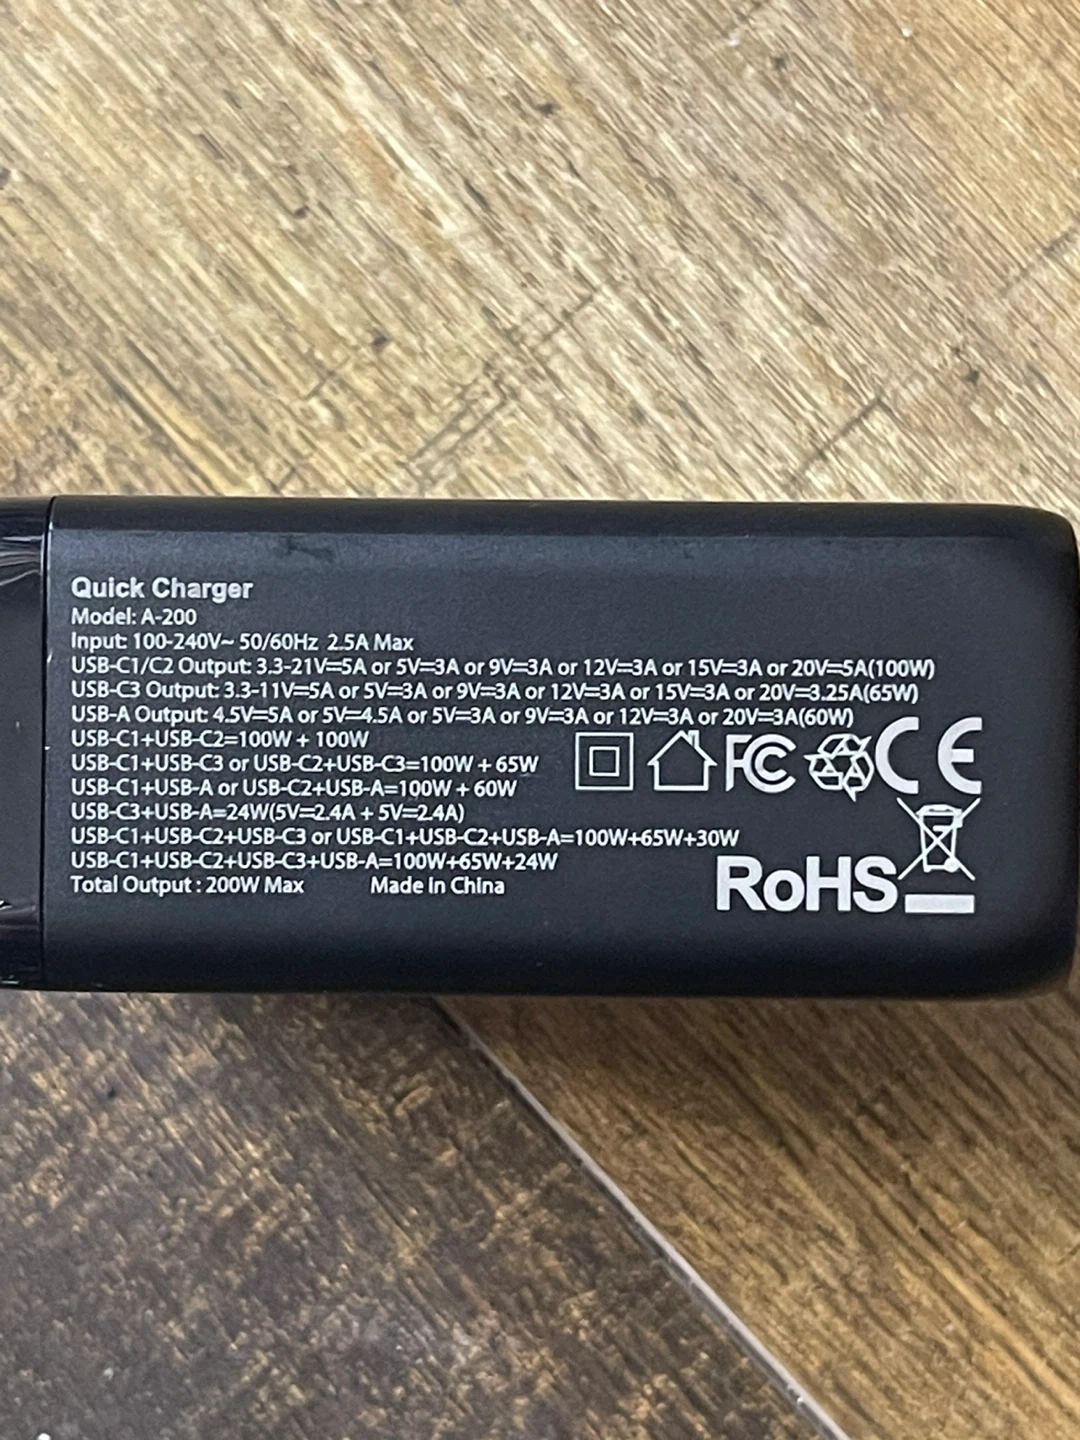 Quick Charger
Model: A-200
Input: 100-240V~ 50/60Hz 2.5A Max
USB-C1/C2 Output: 3.3-21V⎓5A or 5V⎓3A or 9V⎓3A or 12V⎓3A or 15V⎓3A or 20V⎓5A(100W)
USB-C3 Output: 3.3-11V⎓5A or 5V⎓3A or 9V⎓3A or 12V⎓3A or 15V⎓3A or 20V⎓3.25A(65W)
USB-A Output: 4.5V⎓5A or 5V⎓4.5A or 5V⎓3A or 9V⎓3A or 12V⎓3A or 20V⎓3A(60W)
USB-C1+USB-C2=100W + 100W
USB-C1+USB-C3 or USB-C2+USB-C3=100W + 65W
USB-C1+USB-A or USB-C2+USB-A=100W + 60W
USB-C3+USB-A=24W(5V⎓2.4A + 5V⎓2.4A)
USB-C1+USB-C2+USB-C3 or USB-C1+USB-C2+USB-A=100W+65W+30W
USB-C1+USB-C2+USB-C3+USB-A=100W+65W+24W
Total Output : 200W Max Made In China
FC CE
RoHS